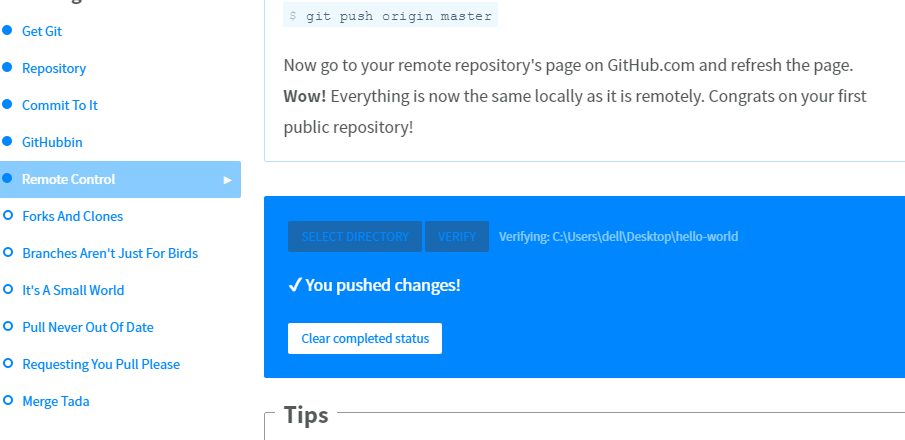 Get Git
Repository
Commit To It
GitHubbin
Remote Control
Forks And Clones
Branches Aren't Just For Birds
It's A Small World
Pull Never Out Of Date
Requesting You Pull Please
Merge Tada
$ git push origin master
Now go to your remote repository's page on GitHub.com and refresh the page.
Wow! Everything is now the same locally as it is remotely. Congrats on your first
public repository!
SELECT DIRECTORY VERIFY Verifying: C:\Users\dell\Desktop\hello-world
✓ You pushed changes!
Clear completed status
Tips